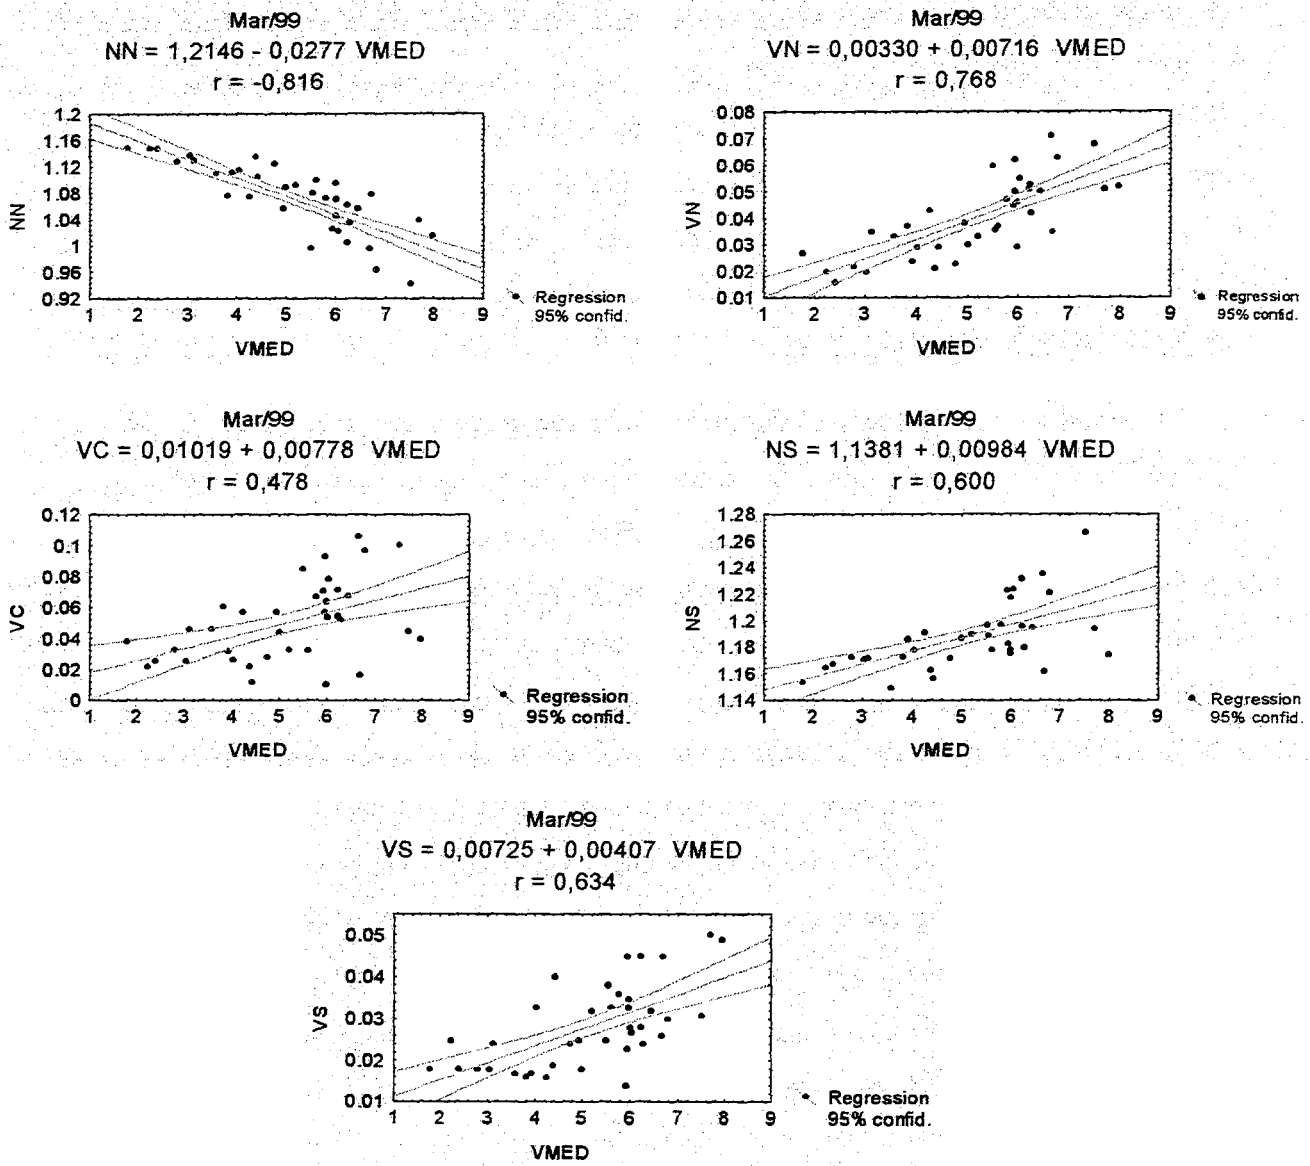 Mar/99
NN = 1,2146 - 0,0277 VMED
r = -0,816
1.2
1.16
1.12
1.08
1.04
1
0.96
0.92
NN
1 2 3 4 5 6 7 8 9
VMED
Regression
95% confid.
Mar/99
VN = 0,00330 + 0,00716 VMED
r = 0,768
0.08
0.07
0.06
0.05
0.04
0.03
0.02
0.01
VN
1 2 3 4 5 6 7 8 9
VMED
Regression
95% confid.
Mar/99
VC = 0,01019 + 0,00778 VMED
r = 0,478
0.12
0.1
0.08
0.06
0.04
0.02
0
VC
1 2 3 4 5 6 7 8 9
VMED
Regression
95% confid.
Mar/99
NS = 1,1381 + 0,00984 VMED
r = 0,600
1.28
1.26
1.24
1.22
1.2
1.18
1.16
1.14
NS
1 2 3 4 5 6 7 8 9
VMED
Regression
95% confid.
Mar/99
VS = 0,00725 + 0,00407 VMED
r = 0,634
0.05
0.04
0.03
0.02
0.01
VS
1 2 3 4 5 6 7 8 9
VMED
Regression
95% confid.